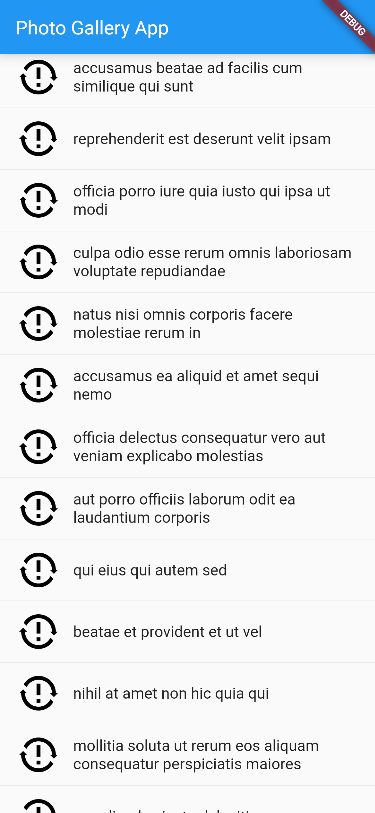 Photo Gallery App
DEBUG
accusamus beatae ad facilis cum
similique qui sunt
reprehenderit est deserunt velit ipsam
officia porro iure quia iusto qui ipsa ut
modi
culpa odio esse rerum omnis laboriosam
voluptate repudiandae
natus nisi omnis corporis facere
molestiae rerum in
accusamus ea aliquid et amet sequi
nemo
officia delectus consequatur vero aut
veniam explicabo molestias
aut porro officiis laborum odit ea
laudantium corporis
qui eius qui autem sed
beatae et provident et ut vel
nihil at amet non hic quia qui
mollitia soluta ut rerum eos aliquam
consequatur perspiciatis maiores